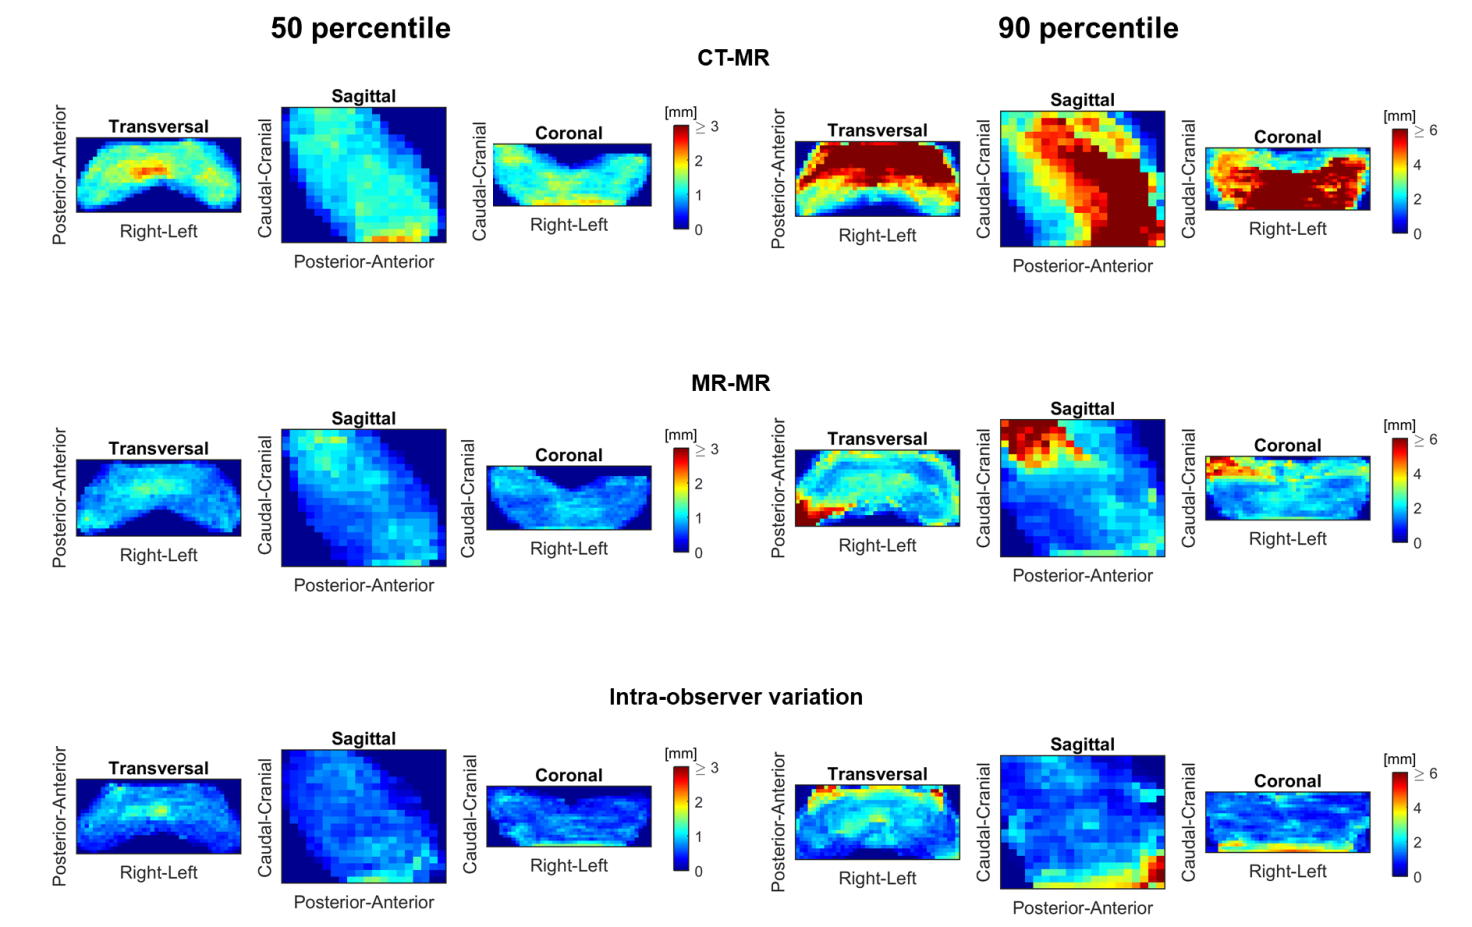 50 percentile
90 percentile
CT-MR
Posterior-Anterior
Transversal
Right-Left
Caudal-Cranial
Sagittal
Posterior-Anterior
Caudal-Cranial
Coronal
Right-Left
[mm]
≥ 3
2
1
0
Posterior-Anterior
Transversal
Right-Left
Caudal-Cranial
Sagittal
Posterior-Anterior
Caudal-Cranial
Coronal
Right-Left
[mm]
≥ 6
4
2
0
MR-MR
Posterior-Anterior
Transversal
Right-Left
Caudal-Cranial
Sagittal
Posterior-Anterior
Caudal-Cranial
Coronal
Right-Left
[mm]
≥ 3
2
1
0
Posterior-Anterior
Transversal
Right-Left
Caudal-Cranial
Sagittal
Posterior-Anterior
Caudal-Cranial
Coronal
Right-Left
[mm]
≥ 6
4
2
0
Intra-observer variation
Posterior-Anterior
Transversal
Right-Left
Caudal-Cranial
Sagittal
Posterior-Anterior
Caudal-Cranial
Coronal
Right-Left
[mm]
≥ 3
2
1
0
Posterior-Anterior
Transversal
Right-Left
Caudal-Cranial
Sagittal
Posterior-Anterior
Caudal-Cranial
Coronal
Right-Left
[mm]
≥ 6
4
2
0